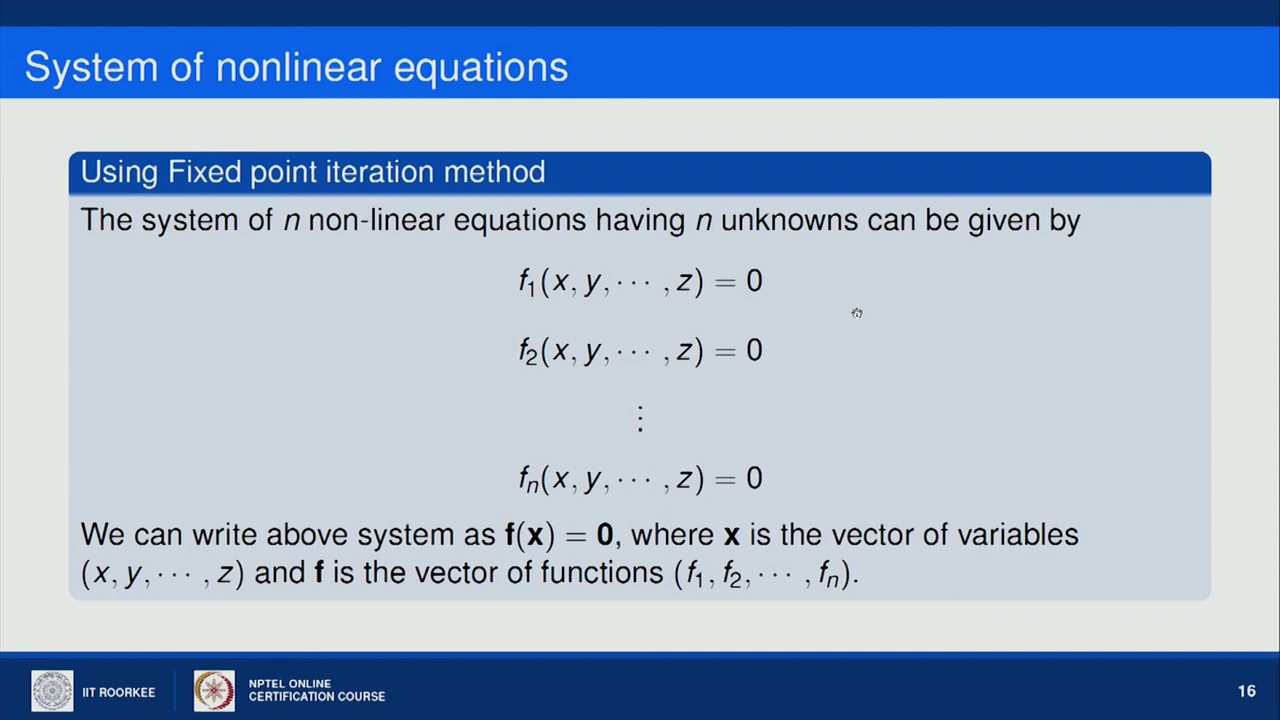 System of nonlinear equations
Using Fixed point iteration method
The system of n non-linear equations having n unknowns can be given by
f₁(x, y, ⋯ , z) = 0
f₂(x, y, ⋯ , z) = 0
⋮
fₙ(x, y, ⋯ , z) = 0
We can write above system as f(x) = 0, where x is the vector of variables
(x, y, ⋯ , z) and f is the vector of functions (f₁, f₂, ⋯ , fₙ).
IIT ROORKEE
NPTEL ONLINE
CERTIFICATION COURSE
16